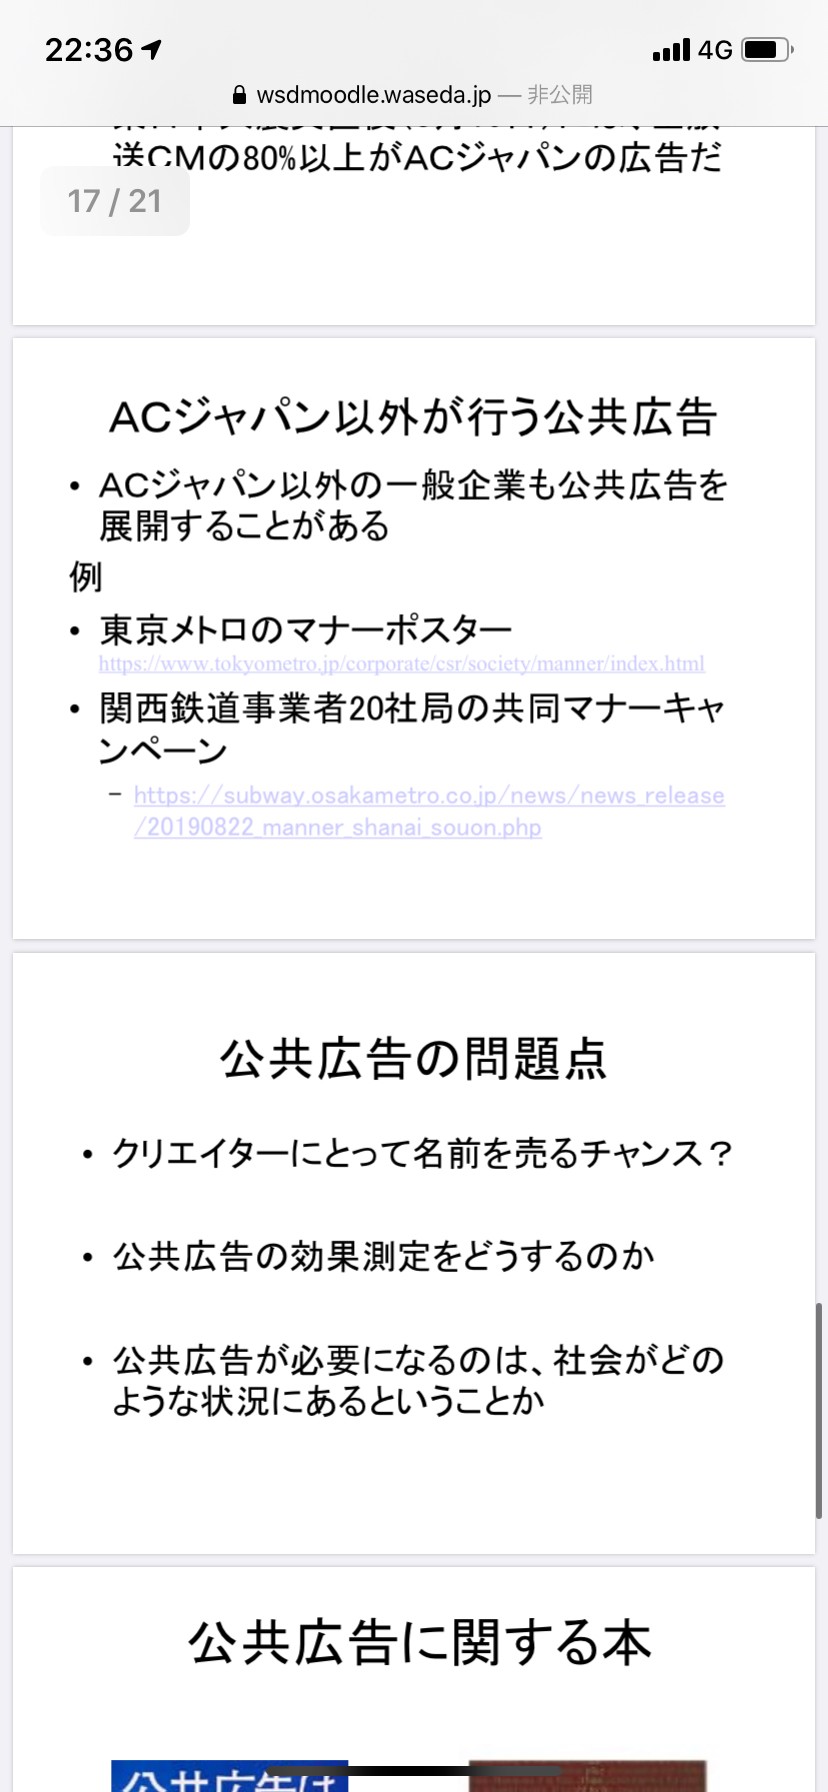 22:36
4G
wsdmoodle.waseda.jp — 非公開
送CMの80%以上がACジャパンの広告だ
17 / 21
ACジャパン以外が行う公共広告
• ACジャパン以外の一般企業も公共広告を
展開することがある
例
• 東京メトロのマナーポスター
https://www.tokyometro.jp/corporate/csr/society/manner/index.html
• 関西鉄道事業者20社局の共同マナーキャ
ンペーン
– https://subway.osakametro.co.jp/news/news_release
/20190822_manner_shanai_souon.php
公共広告の問題点
• クリエイターにとって名前を売るチャンス？
• 公共広告の効果測定をどうするのか
• 公共広告が必要になるのは、社会がどの
ような状況にあるということか
公共広告に関する本
公共広告は